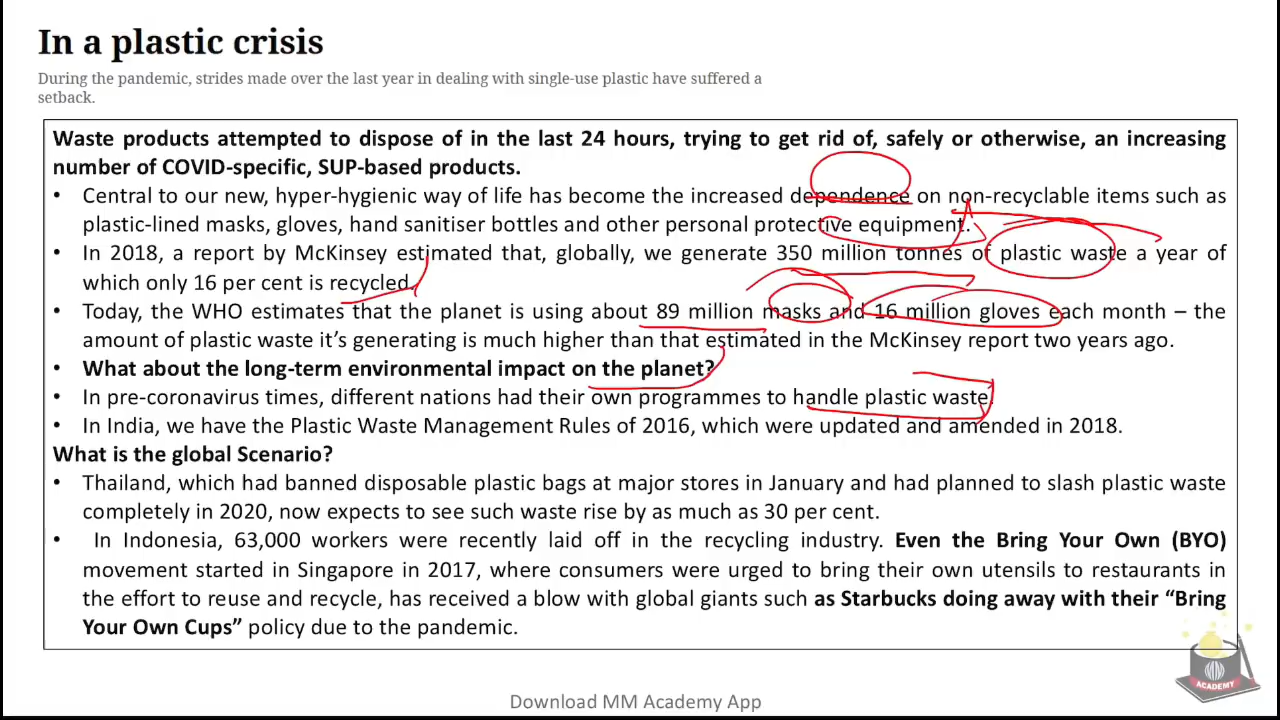 In a plastic crisis
During the pandemic, strides made over the last year in dealing with single-use plastic have suffered a
setback.
Waste products attempted to dispose of in the last 24 hours, trying to get rid of, safely or otherwise, an increasing
number of COVID-specific, SUP-based products.
• Central to our new, hyper-hygienic way of life has become the increased dependence on non-recyclable items such as
plastic-lined masks, gloves, hand sanitiser bottles and other personal protective equipment.
• In 2018, a report by McKinsey estimated that, globally, we generate 350 million tonnes of plastic waste a year of
which only 16 per cent is recycled.
• Today, the WHO estimates that the planet is using about 89 million masks and 16 million gloves each month – the
amount of plastic waste it's generating is much higher than that estimated in the McKinsey report two years ago.
• What about the long-term environmental impact on the planet?
• In pre-coronavirus times, different nations had their own programmes to handle plastic waste.
• In India, we have the Plastic Waste Management Rules of 2016, which were updated and amended in 2018.
What is the global Scenario?
• Thailand, which had banned disposable plastic bags at major stores in January and had planned to slash plastic waste
completely in 2020, now expects to see such waste rise by as much as 30 per cent.
• In Indonesia, 63,000 workers were recently laid off in the recycling industry. Even the Bring Your Own (BYO)
movement started in Singapore in 2017, where consumers were urged to bring their own utensils to restaurants in
the effort to reuse and recycle, has received a blow with global giants such as Starbucks doing away with their “Bring
Your Own Cups” policy due to the pandemic.
MM
ACADEMY
Download MM Academy App